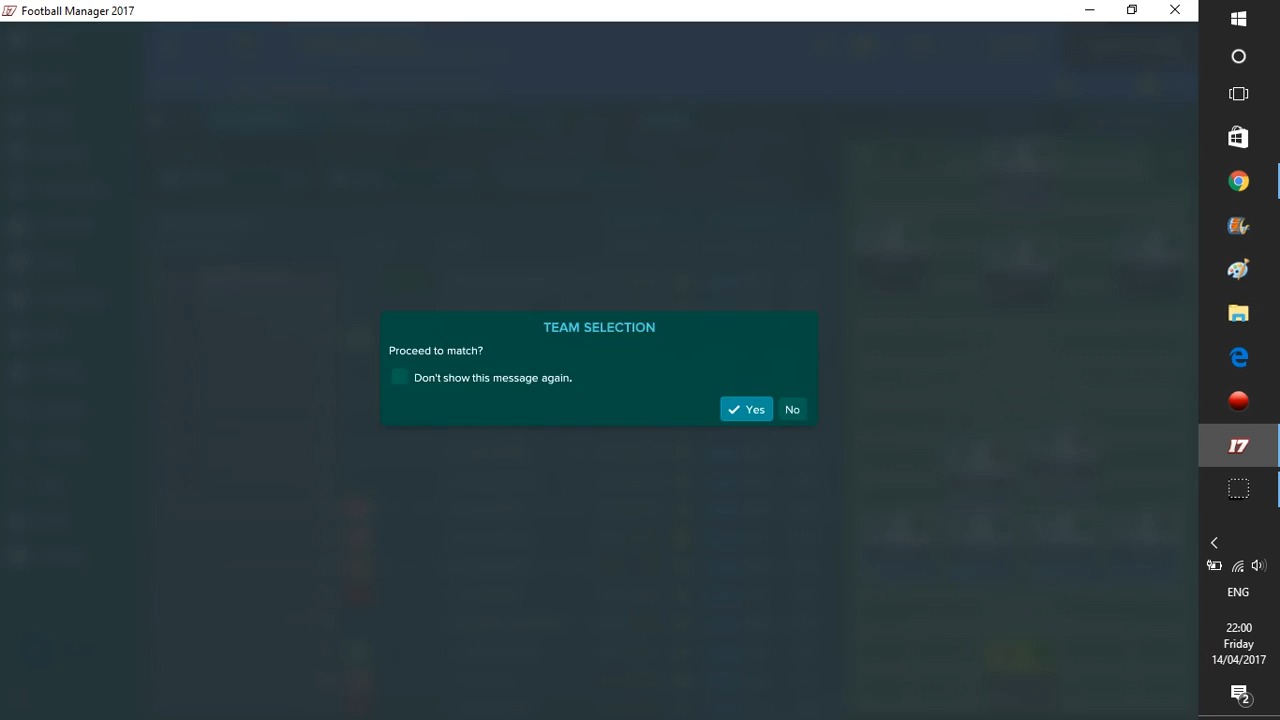 Football Manager 2017
TEAM SELECTION
Proceed to match?
Don't show this message again.
Yes
No
17
ENG
22:00
Friday
14/04/2017
2